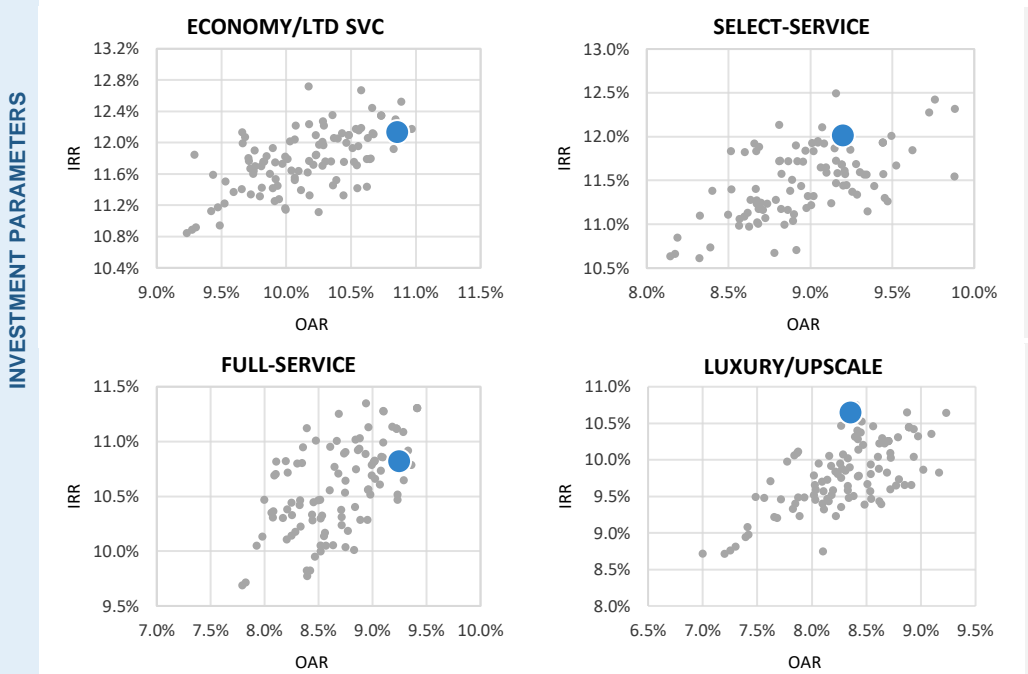 INVESTMENT PARAMETERS
ECONOMY/LTD SVC
IRR
13.2%
12.8%
12.4%
12.0%
11.6%
11.2%
10.8%
10.4%
9.0% 9.5% 10.0% 10.5% 11.0% 11.5%
OAR
SELECT-SERVICE
IRR
13.0%
12.5%
12.0%
11.5%
11.0%
10.5%
8.0% 8.5% 9.0% 9.5% 10.0%
OAR
FULL-SERVICE
IRR
11.5%
11.0%
10.5%
10.0%
9.5%
7.0% 7.5% 8.0% 8.5% 9.0% 9.5% 10.0%
OAR
LUXURY/UPSCALE
IRR
11.0%
10.5%
10.0%
9.5%
9.0%
8.5%
8.0%
6.5% 7.0% 7.5% 8.0% 8.5% 9.0% 9.5%
OAR